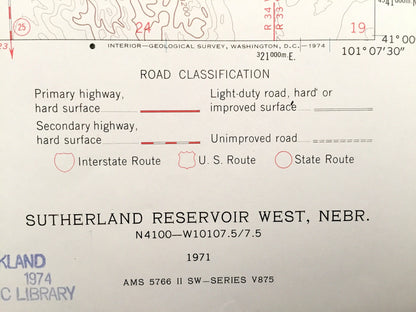 25
24
19
R 34
R 33
23
4541000m N
41°00
INTERIOR—GEOLOGICAL SURVEY, WASHINGTON, D.C.—1974
321000m.E.
101°07'30"
ROAD CLASSIFICATION
Primary highway,
hard surface
Light-duty road, hard or
improved surface
Secondary highway,
hard surface
Unimproved road
Interstate Route
U. S. Route
State Route
SUTHERLAND RESERVOIR WEST, NEBR.
N4100—W10107.5/7.5
1971
AMS 5766 II SW—SERIES V875
KLAND
1974
C LIBRARY